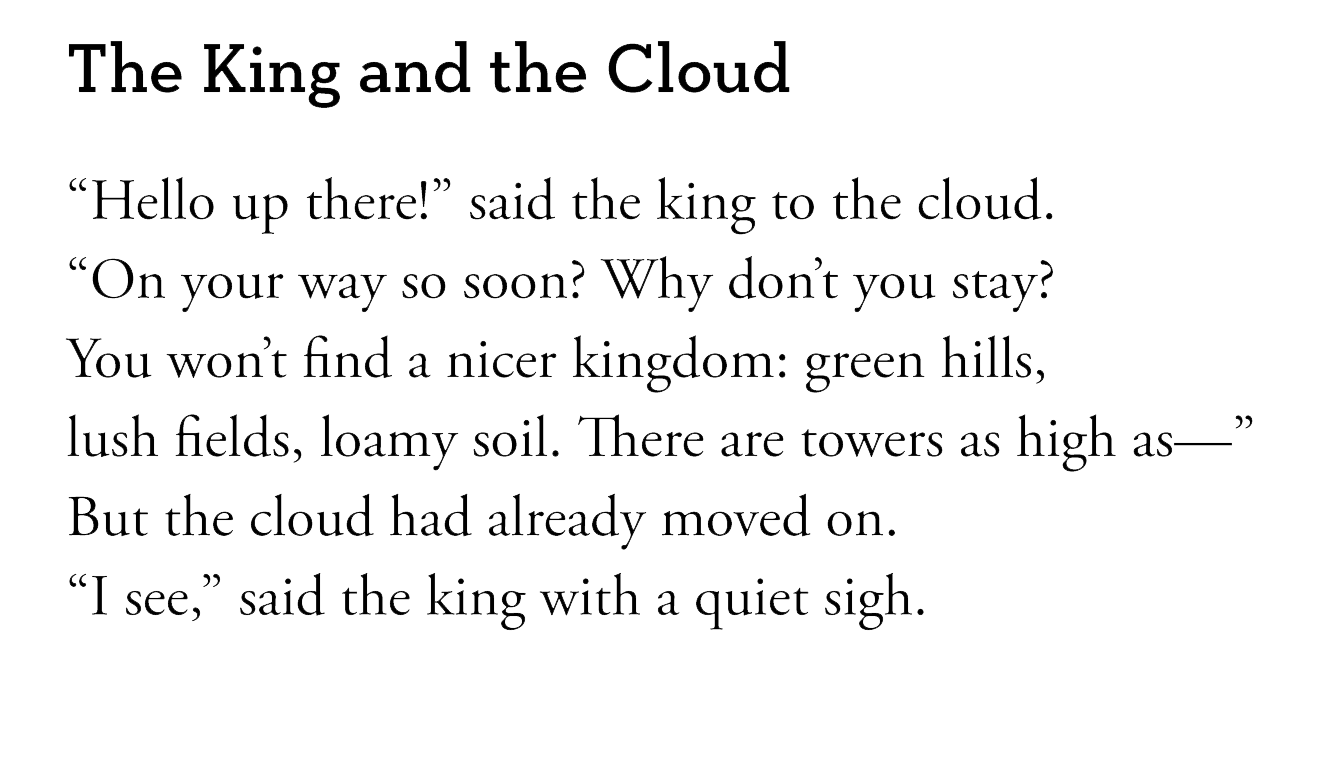 The King and the Cloud
“Hello up there!” said the king to the cloud.
“On your way so soon? Why don’t you stay?
You won’t find a nicer kingdom: green hills,
lush fields, loamy soil. There are towers as high as—”
But the cloud had already moved on.
“I see,” said the king with a quiet sigh.